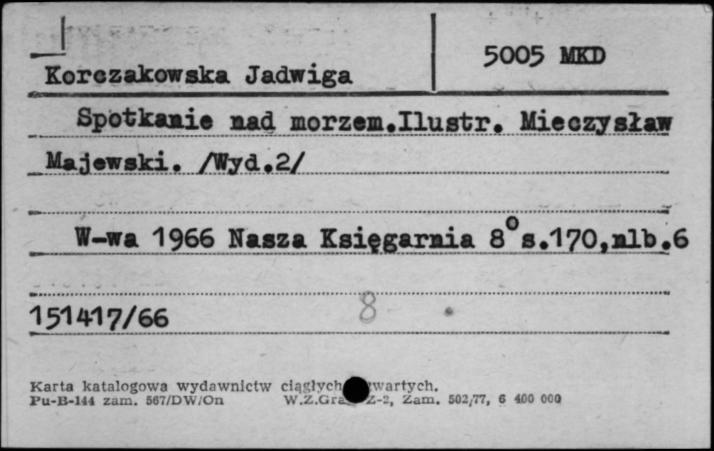 Korczakowska Jadwiga
5005 MKD
Spotkanie nad morzem.Ilustr. Mieczysław
Majewski. /Wyd.2/
W-wa 1966 Nasza Księgarnia 8° s.170,nlb.6
151417/66
8
Karta katalogowa wydawnictw ciągłych wartych.
Pu-B-144 zam. 567/DW/On W.Z.Gra Z-2, Zam. 502/77, 6 400 000